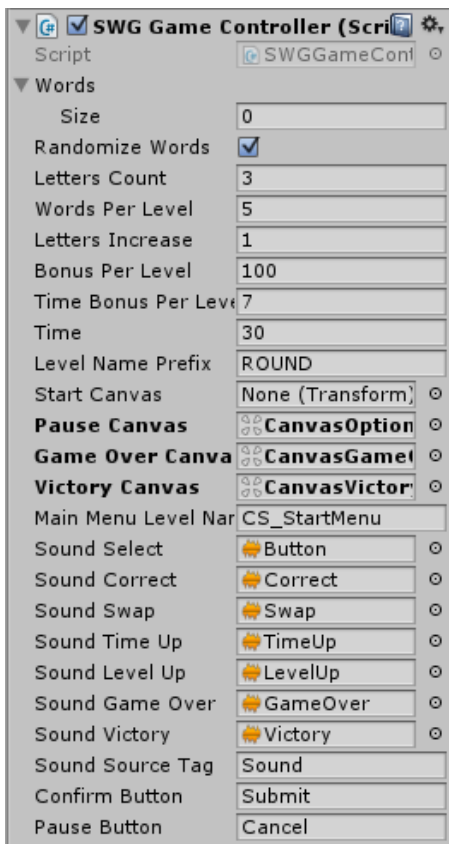 SWG Game Controller (Scri
Script SWGGameCont
Words
Size 0
Randomize Words
Letters Count 3
Words Per Level 5
Letters Increase 1
Bonus Per Level 100
Time Bonus Per Leve 7
Time 30
Level Name Prefix ROUND
Start Canvas None (Transform)
Pause Canvas CanvasOption
Game Over Canva CanvasGame
Victory Canvas CanvasVictor
Main Menu Level Nar CS_StartMenu
Sound Select Button
Sound Correct Correct
Sound Swap Swap
Sound Time Up TimeUp
Sound Level Up LevelUp
Sound Game Over GameOver
Sound Victory Victory
Sound Source Tag Sound
Confirm Button Submit
Pause Button Cancel